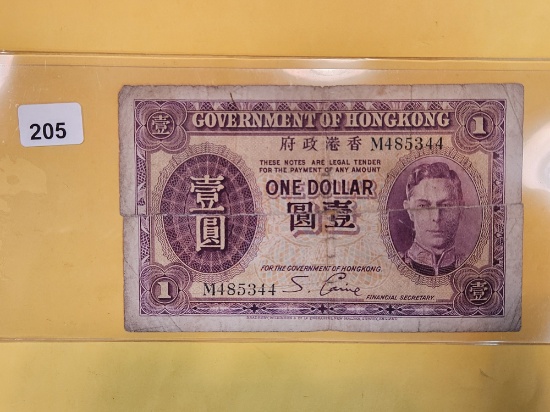 205
壹 GOVERNMENT OF HONGKONG 1
府政港香 M485344
THESE NOTES ARE LEGAL TENDER
FOR THE PAYMENT OF ANY AMOUNT
ONE DOLLAR
圓壹
壹圓
FOR THE GOVERNMENT OF HONGKONG
M485344 S. Caine
FINANCIAL SECRETARY
1 壹